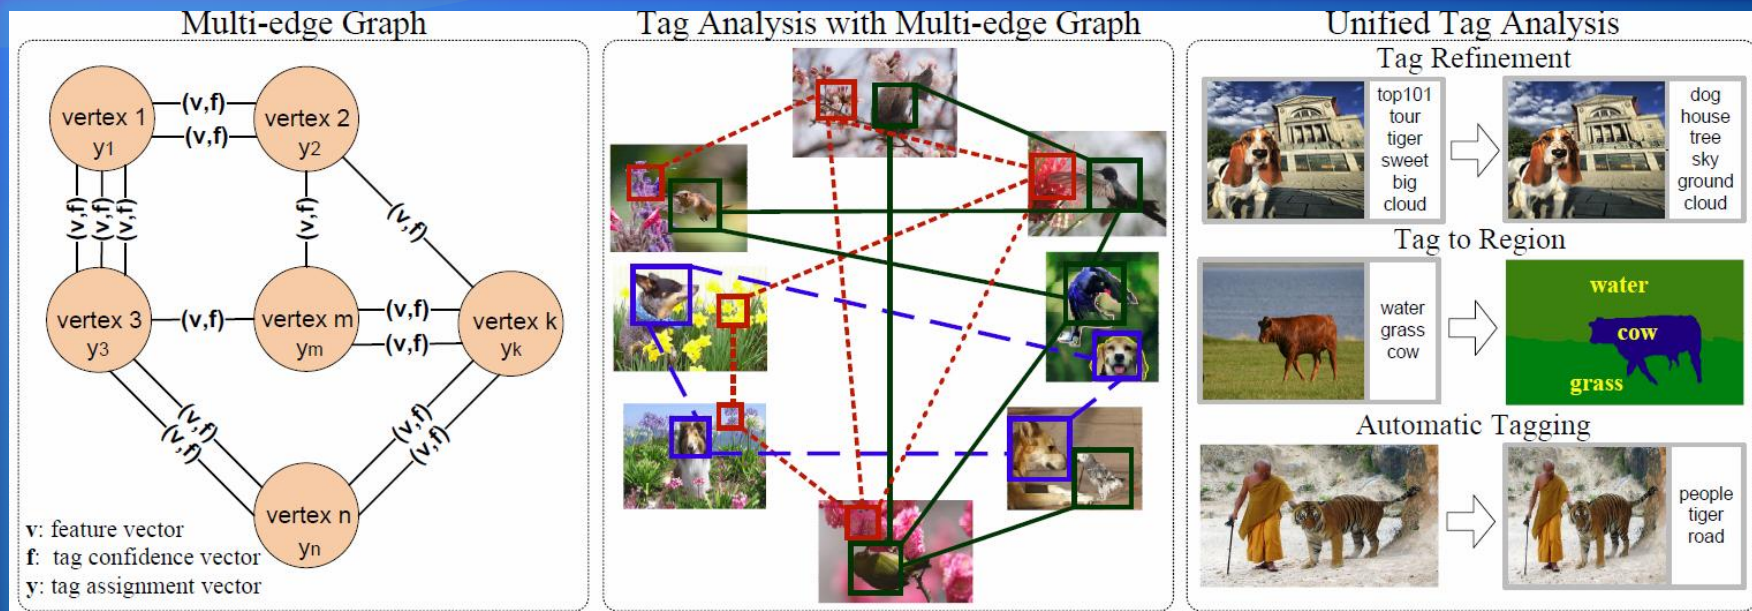 Multi-edge Graph
vertex 1
y1
(v,f)
(v,f)
vertex 2
y2
(v,f)
(v,f)
(v,f)
(v,f)
(v,f)
vertex 3
y3
(v,f)
vertex m
ym
(v,f)
(v,f)
vertex k
yk
(v,f)
(v,f)
(v,f)
(v,f)
vertex n
yn
v: feature vector
f: tag confidence vector
y: tag assignment vector
Tag Analysis with Multi-edge Graph
Unified Tag Analysis
Tag Refinement
top101
tour
tiger
sweet
big
cloud
dog
house
tree
sky
ground
cloud
Tag to Region
water
grass
cow
water
cow
grass
Automatic Tagging
people
tiger
road